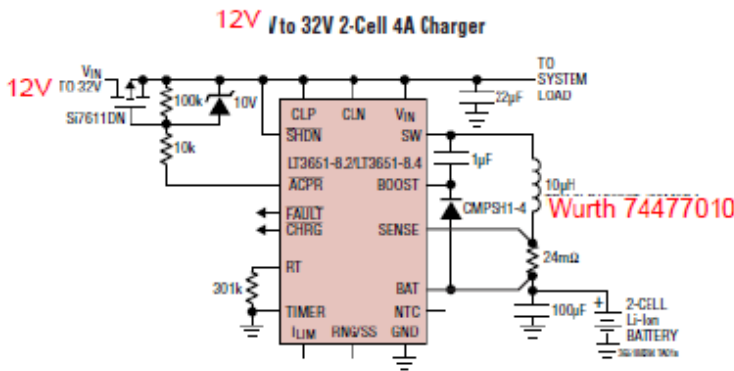 12V V to 32V 2-Cell 4A Charger
12V
VIN
TO 32V
Si7611DN
100k
10V
10k
TO
SYSTEM
LOAD
22µF
CLP CLN VIN
SHDN SW
LT3651-8.2/LT3651-8.4
ACPR BOOST
1µF
10µH
Wurth 74477010
FAULT
CHRG
CMPSH1-4
SENSE
24mΩ
RT
301k
BAT
TIMER NTC
ILIM RNG/SS GND
100µF
+
2-CELL
Li-Ion
BATTERY